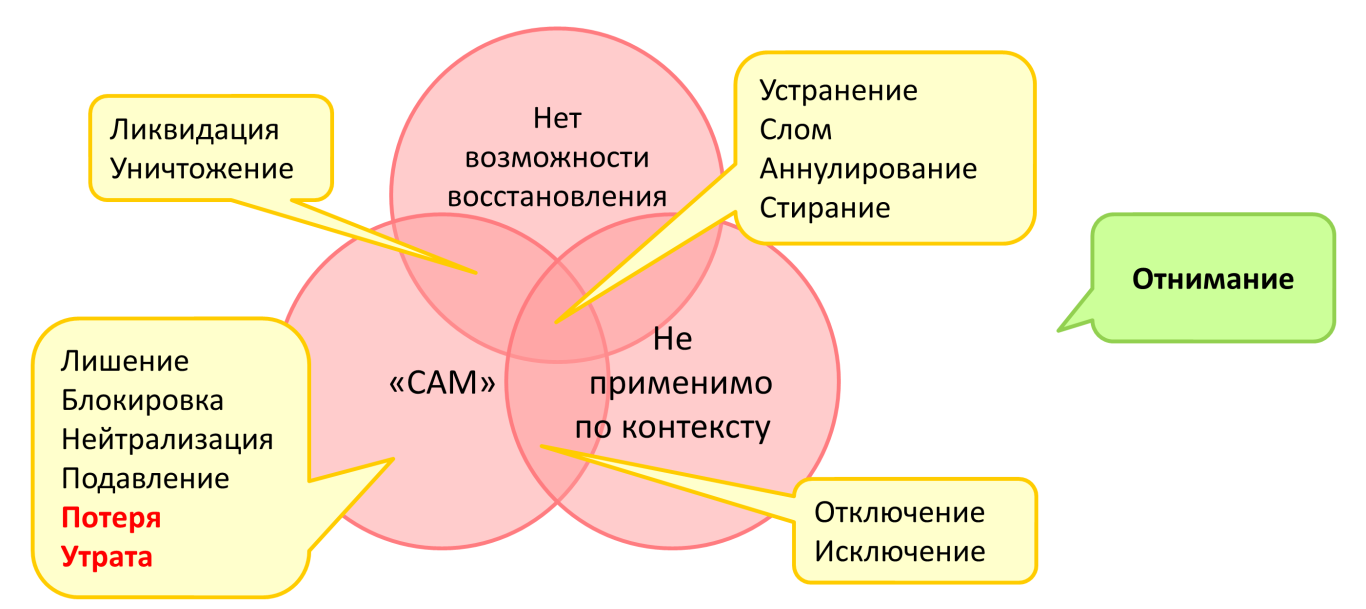 Ликвидация
Уничтожение
Нет
возможности
восстановления
Устранение
Слом
Аннулирование
Стирание
Отнимание
Лишение
Блокировка
Нейтрализация
Подавление
Потеря
Утрата
«САМ»
Не
применимо
по контексту
Отключение
Исключение